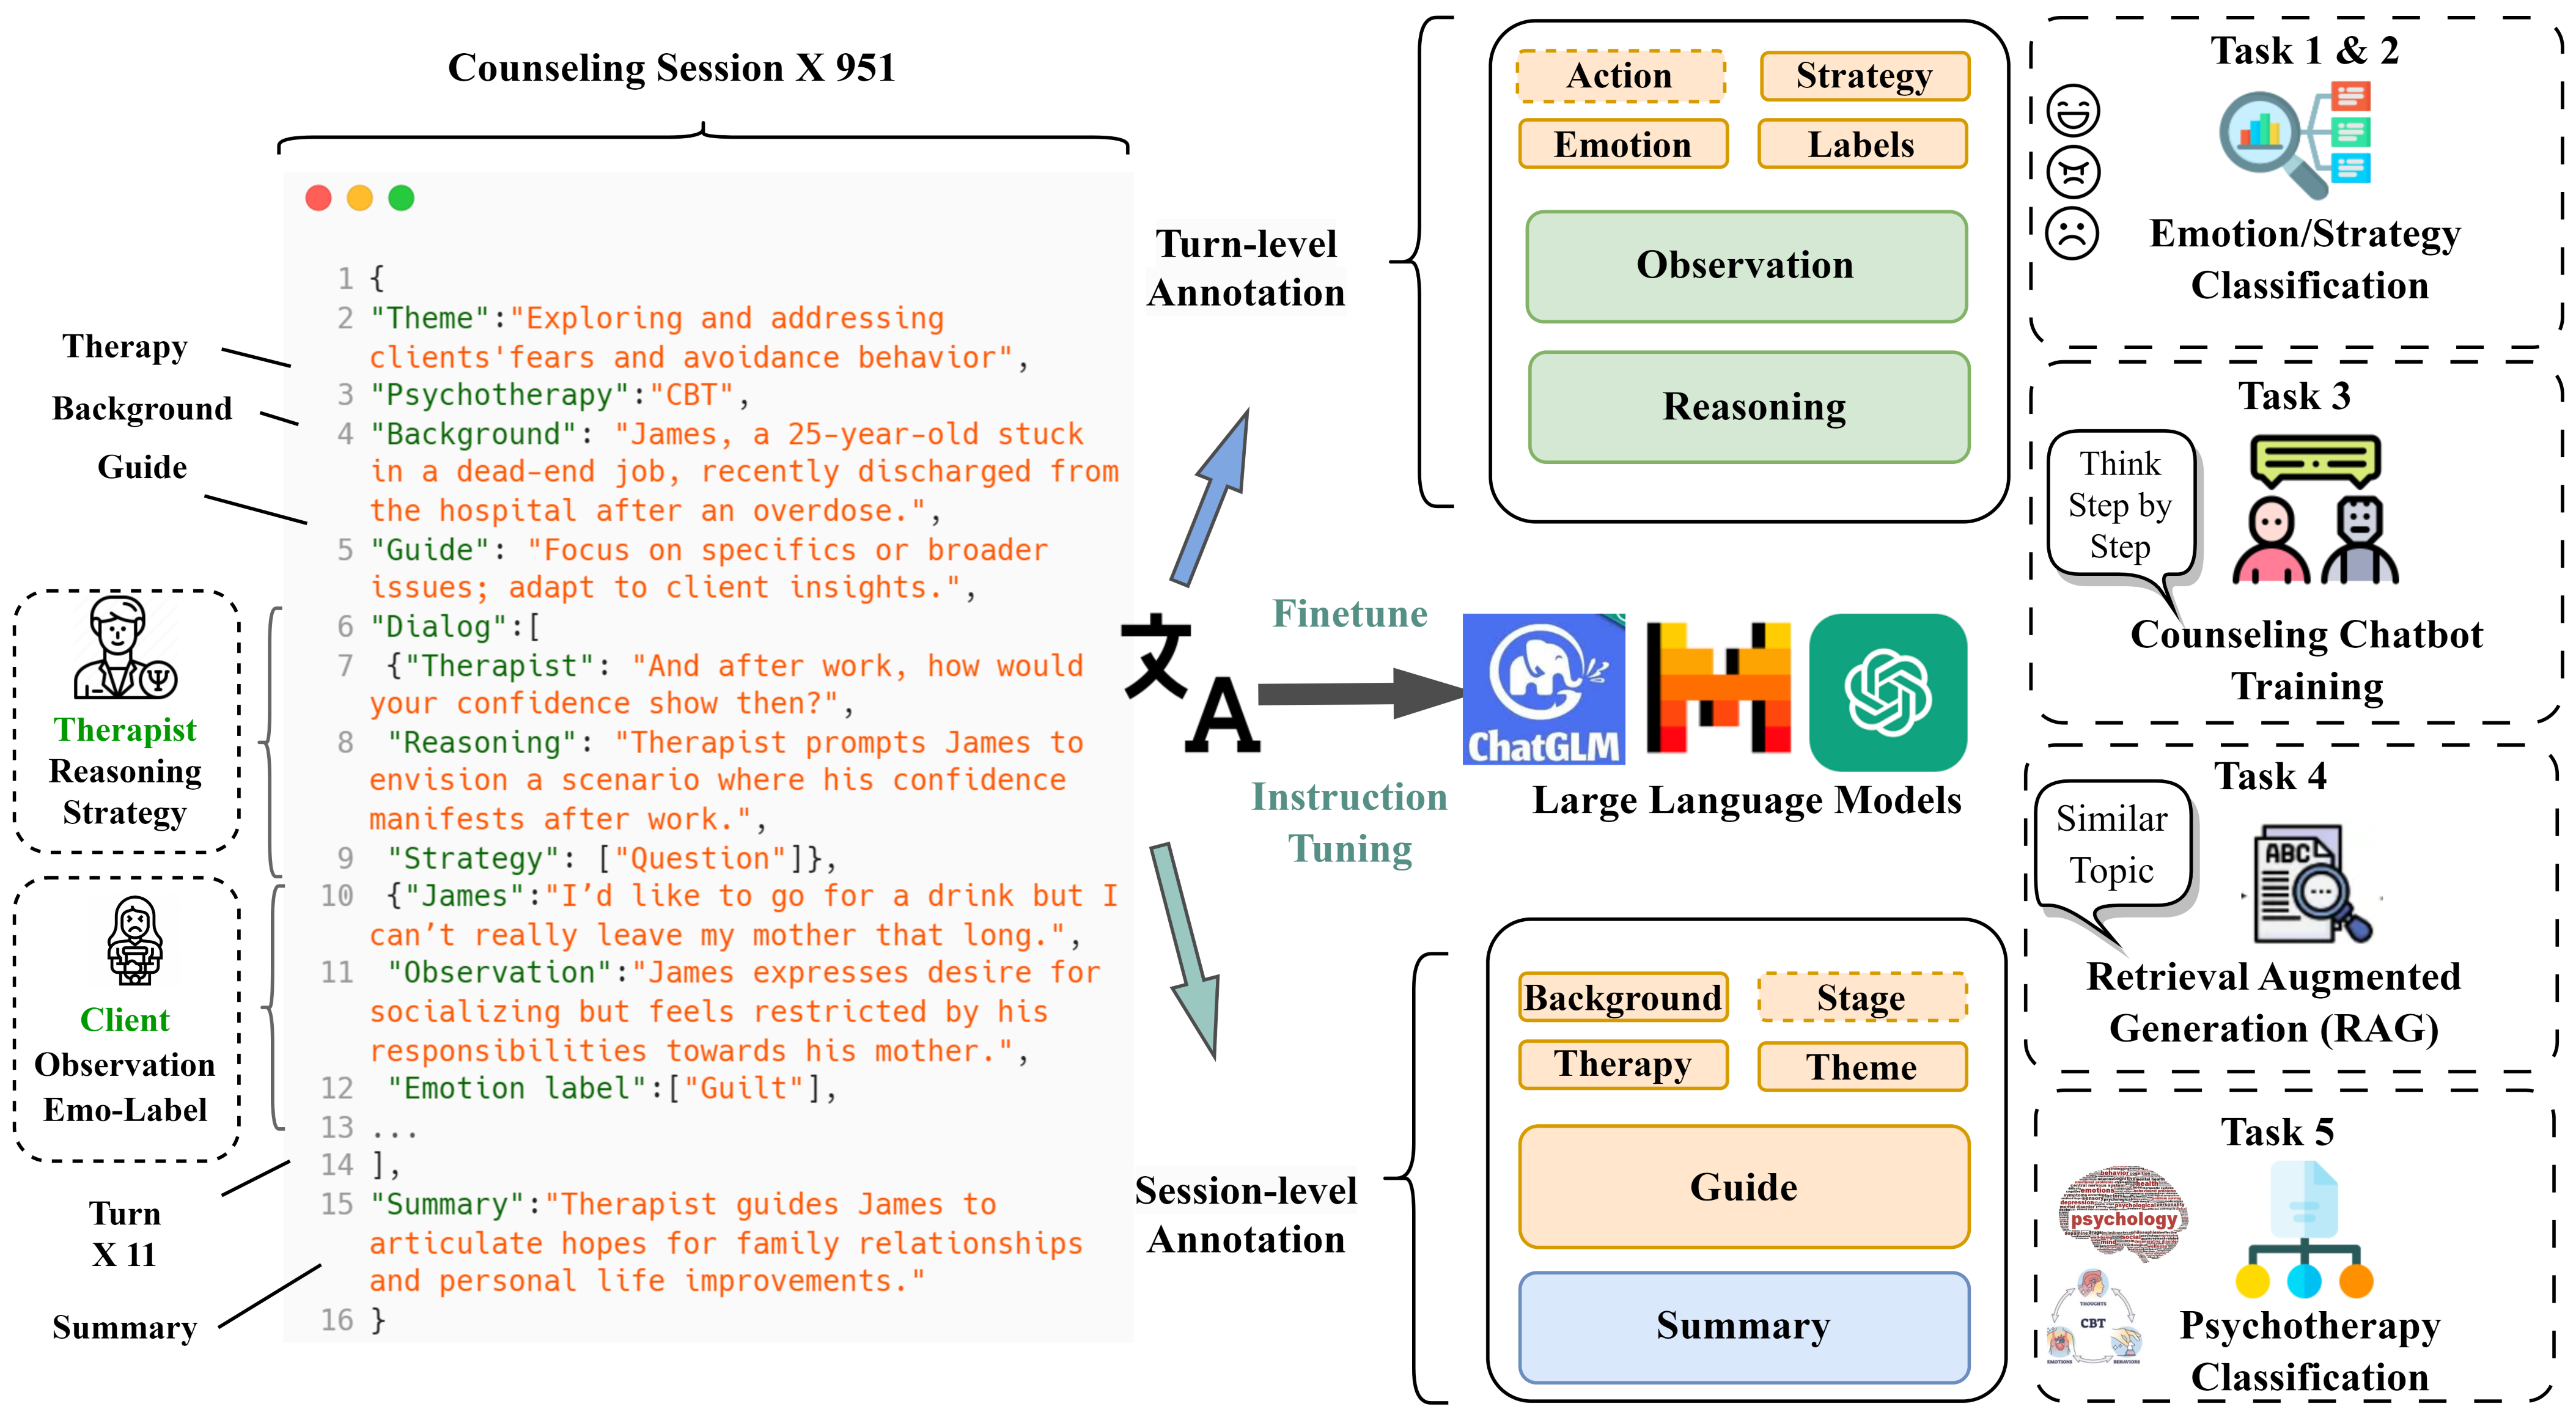 Counseling Session X 951
Therapy
Background
Guide
Therapist
Reasoning
Strategy
Client
Observation
Emo-Label
Turn
X 11
Summary
1 {
2 "Theme":"Exploring and addressing
clients'fears and avoidance behavior",
3 "Psychotherapy":"CBT",
4 "Background": "James, a 25-year-old stuck
in a dead-end job, recently discharged from
the hospital after an overdose.",
5 "Guide": "Focus on specifics or broader
issues; adapt to client insights.",
6 "Dialog":[
7 {"Therapist": "And after work, how would
your confidence show then?",
8 "Reasoning": "Therapist prompts James to
envision a scenario where his confidence
manifests after work.",
9 "Strategy": ["Question"]},
10 {"James":"I’d like to go for a drink but I
can’t really leave my mother that long.",
11 "Observation":"James expresses desire for
socializing but feels restricted by his
responsibilities towards his mother.",
12 "Emotion label":["Guilt"],
13 ...
14 ],
15 "Summary":"Therapist guides James to
articulate hopes for family relationships
and personal life improvements."
16 }
文
A
Turn-level
Annotation
Finetune
Instruction
Tuning
Session-level
Annotation
Action
Strategy
Emotion
Labels
Observation
Reasoning
ChatGLM
Large Language Models
Background
Stage
Therapy
Theme
Guide
Summary
Task 1 & 2
Emotion/Strategy
Classification
Task 3
Think
Step by
Step
Counseling Chatbot
Training
Task 4
Similar
Topic
ABC
Retrieval Augmented
Generation (RAG)
Task 5
psychology
THOUGHTS
CBT
EMOTIONS
BEHAVIORS
Psychotherapy
Classification